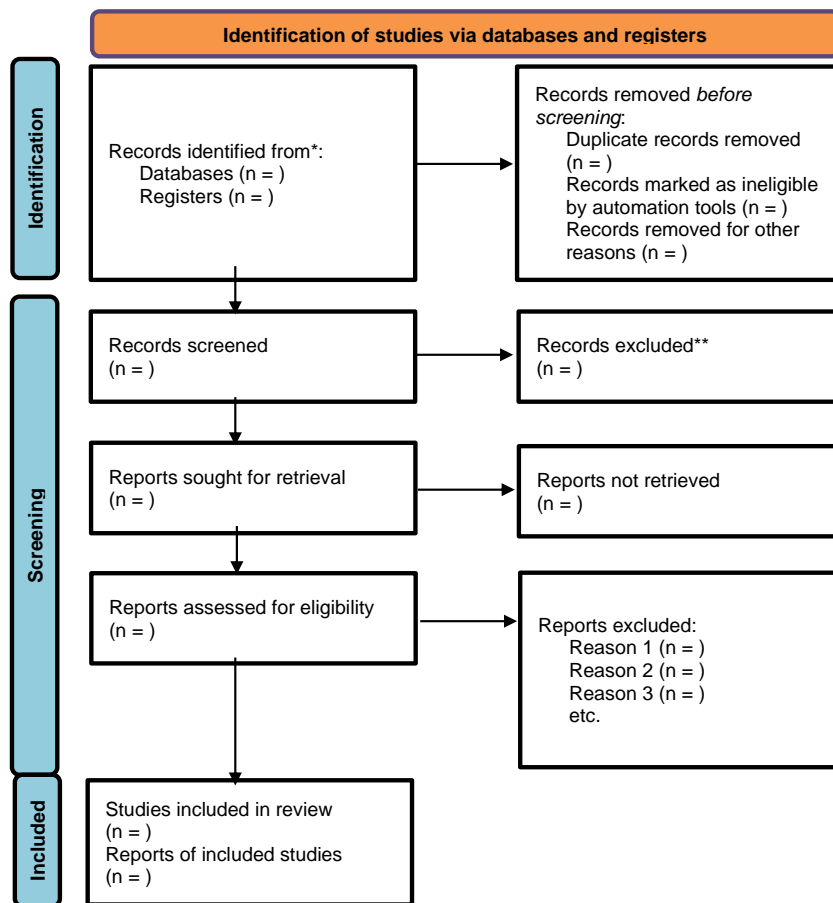 Identification of studies via databases and registers
Identification
Records identified from*:
Databases (n = )
Registers (n = )
Records removed before
screening:
Duplicate records removed
(n = )
Records marked as ineligible
by automation tools (n = )
Records removed for other
reasons (n = )
Screening
Records screened
(n = )
Records excluded**
(n = )
Reports sought for retrieval
(n = )
Reports not retrieved
(n = )
Reports assessed for eligibility
(n = )
Reports excluded:
Reason 1 (n = )
Reason 2 (n = )
Reason 3 (n = )
etc.
Included
Studies included in review
(n = )
Reports of included studies
(n = )